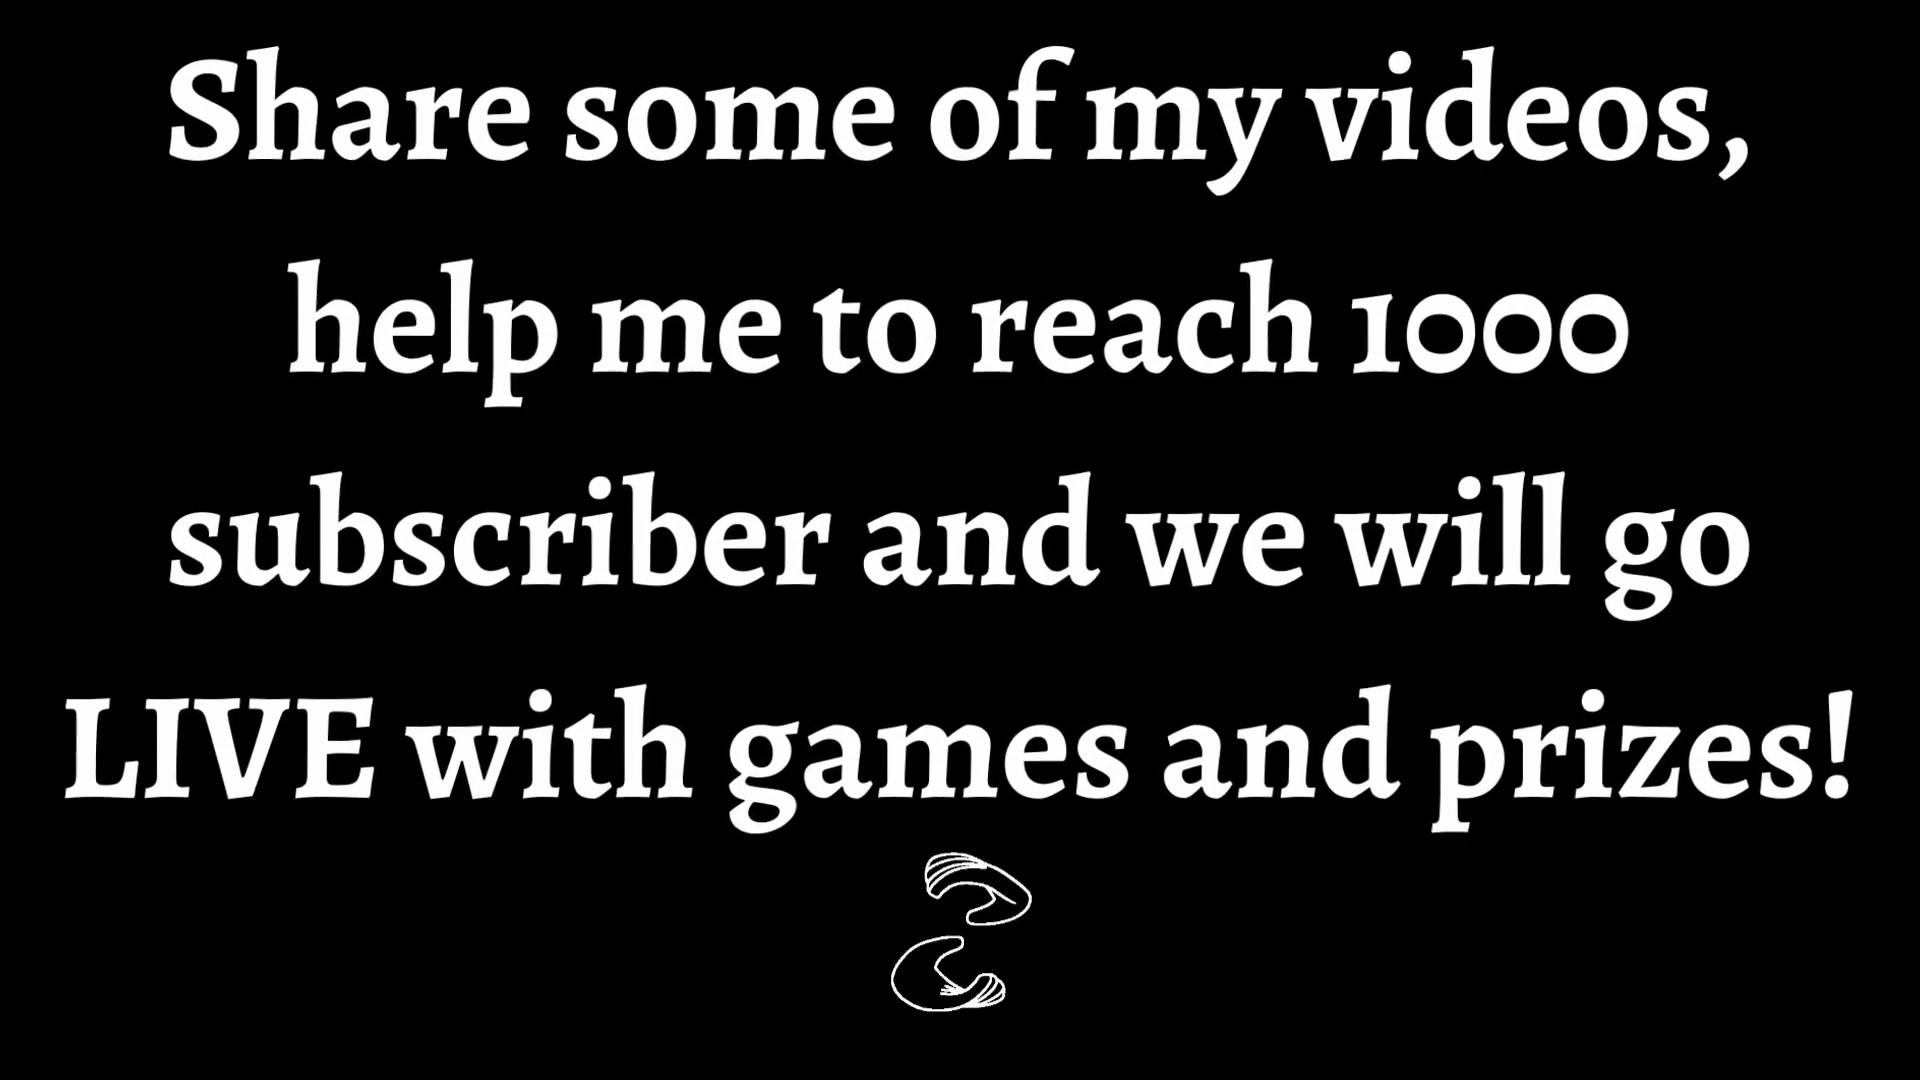 Share some of my videos,
help me to reach 1000
subscriber and we will go
LIVE with games and prizes!